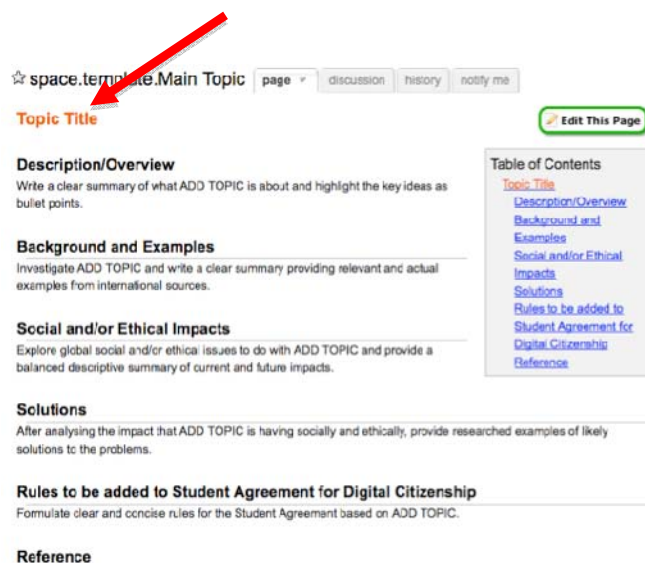 space.template.Main Topic page discussion history notify me
Topic Title
Edit This Page
Description/Overview
Write a clear summary of what ADD TOPIC is about and highlight the key ideas as
bullet points.
Background and Examples
Investigate ADD TOPIC and write a clear summary providing relevant and actual
examples from international sources.
Social and/or Ethical Impacts
Explore global social and/or ethical issues to do with ADD TOPIC and provide a
balanced descriptive summary of current and future impacts.
Table of Contents
Topic Title
Description/Overview
Background and
Examples
Social and/or Ethical
Impacts
Solutions
Rules to be added to
Student Agreement for
Digital Citizenship
Reference
Solutions
After analysing the impact that ADD TOPIC is having socially and ethically, provide researched examples of likely
solutions to the problems.
Rules to be added to Student Agreement for Digital Citizenship
Formulate clear and concise rules for the Student Agreement based on ADD TOPIC.
Reference